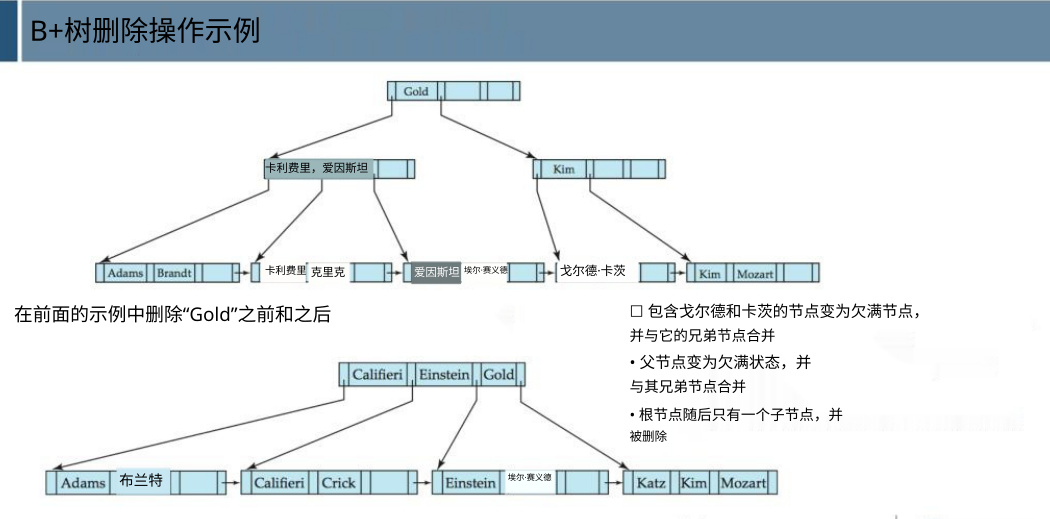 B+树删除操作示例
Gold
卡利费里，爱因斯坦
Kim
Adams Brandt
卡利费里 克里克
爱因斯坦 埃尔·赛义德
戈尔德·卡茨
Kim Mozart
在前面的示例中删除“Gold”之前和之后
☐ 包含戈尔德和卡茨的节点变为欠满节点，
并与它的兄弟节点合并
• 父节点变为欠满状态，并
与其兄弟节点合并
• 根节点随后只有一个子节点，并
被删除
Califieri Einstein Gold
Adams 布兰特
Califieri Crick
Einstein 埃尔·赛义德
Katz Kim Mozart